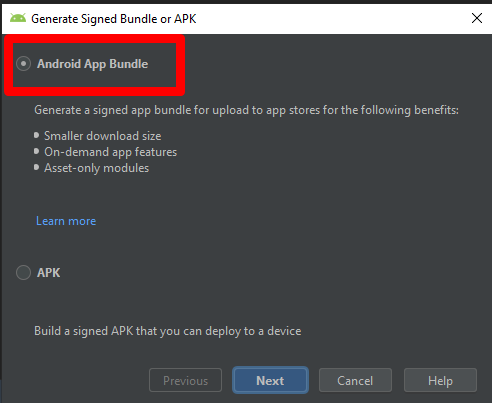 Generate Signed Bundle or APK
Android App Bundle
Generate a signed app bundle for upload to app stores for the following benefits:
Smaller download size
On-demand app features
Asset-only modules
Learn more
APK
Build a signed APK that you can deploy to a device
Previous Next Cancel Help